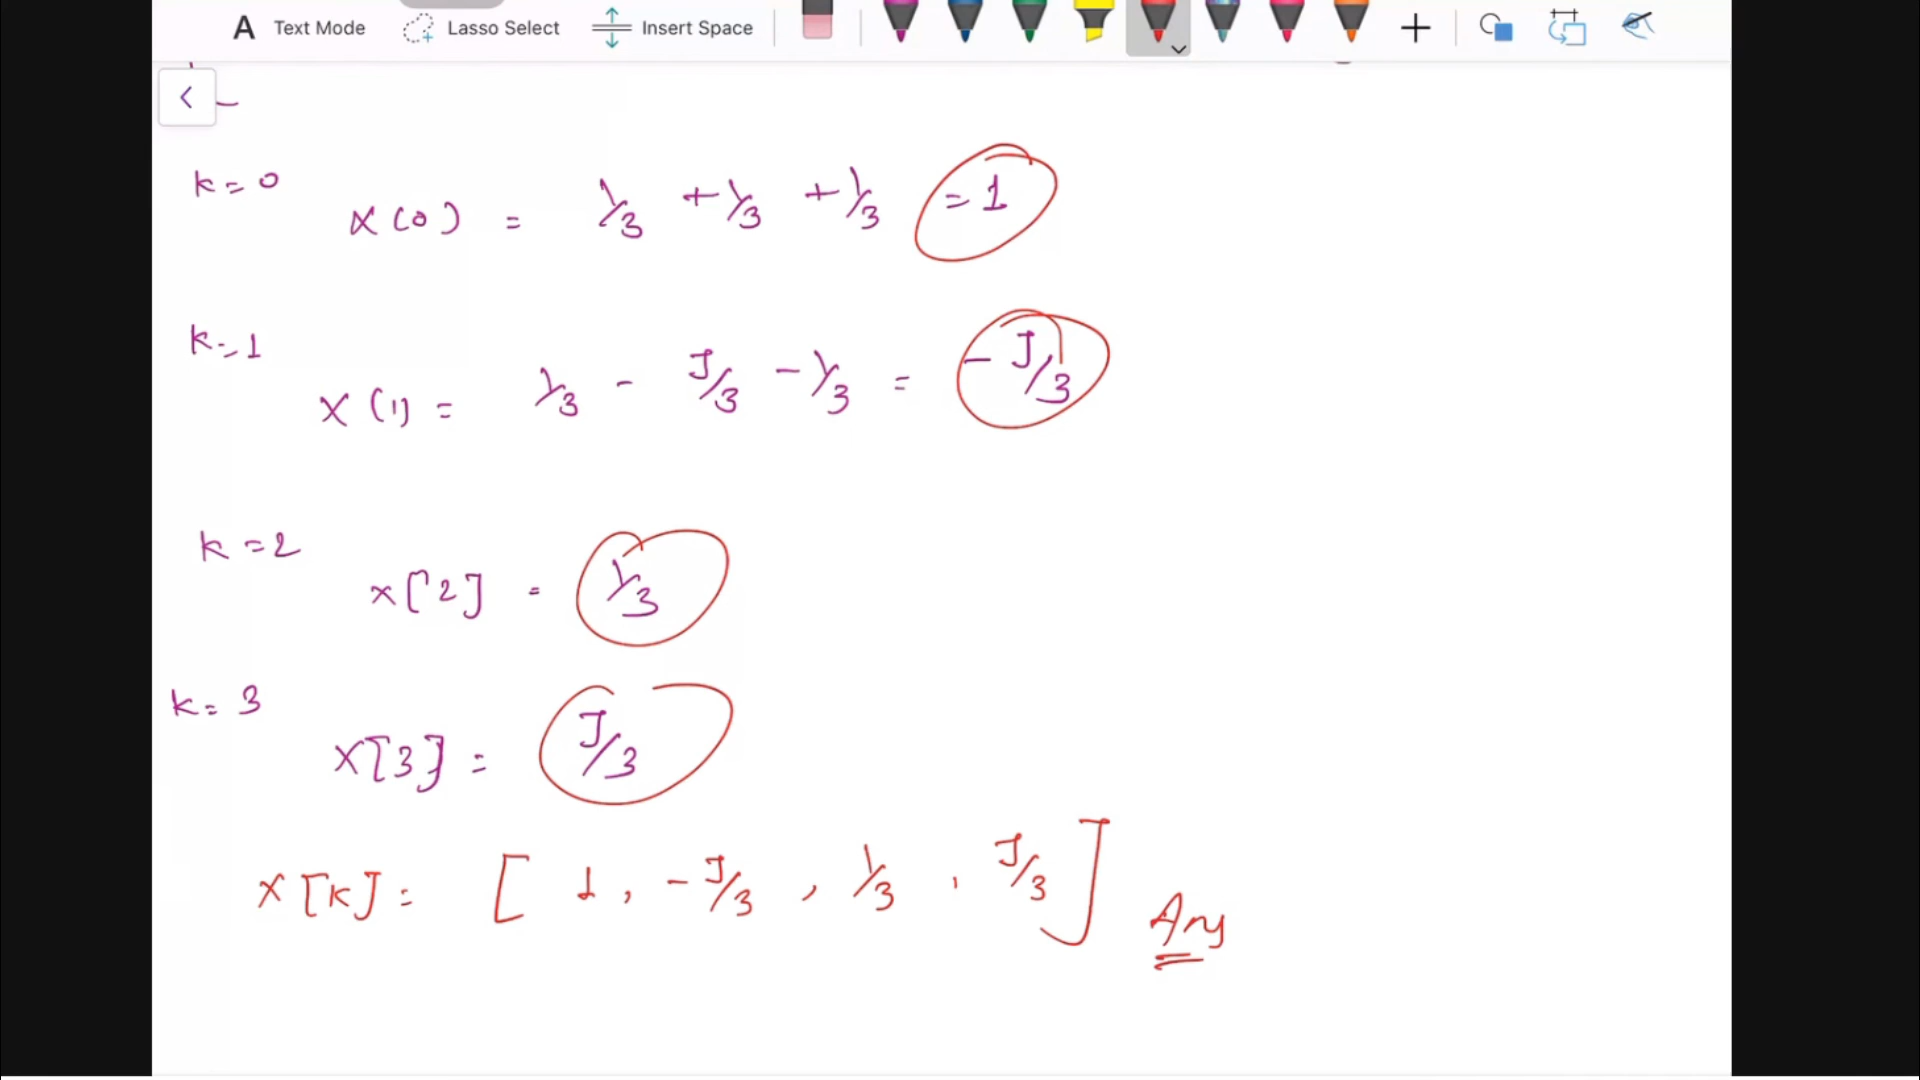 A Text Mode Lasso Select Insert Space
k=0
X(0) = 1/3 + 1/3 + 1/3 = 1
k=1
X(1) = 1/3 - J/3 - 1/3 = - J/3
k=2
X[2] = 1/3
k=3
X[3] = J/3
X[K] = [ 1, -J/3, 1/3, J/3 ] Ans